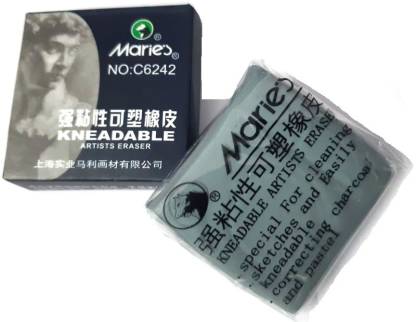 Marie's®
NO:C6242
强粘性可塑橡皮
KNEADABLE
ARTISTS ERASER
上海实业马利画材有限公司
Marie's
®
强粘性可塑橡皮
KNEADABLE ARTISTS ERASER
special For cleaning
sketches and Easily
kneadable
correcting charcoal
and pastel